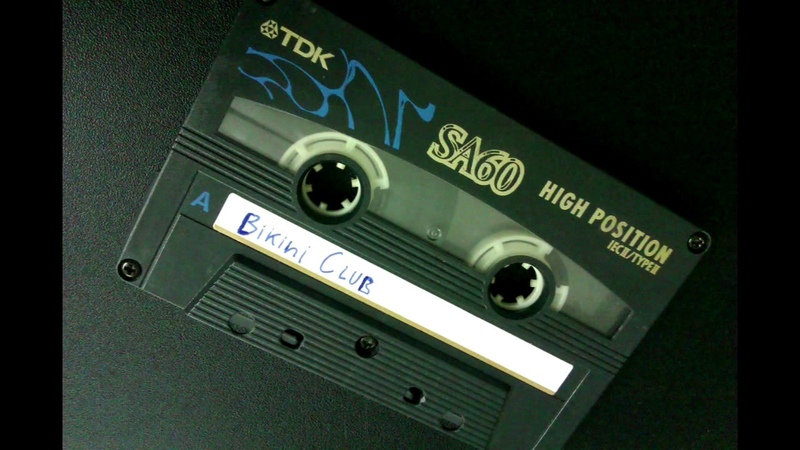 TDK
SA60
HIGH POSITION
IECII/TYPEII
A
Bikini Club